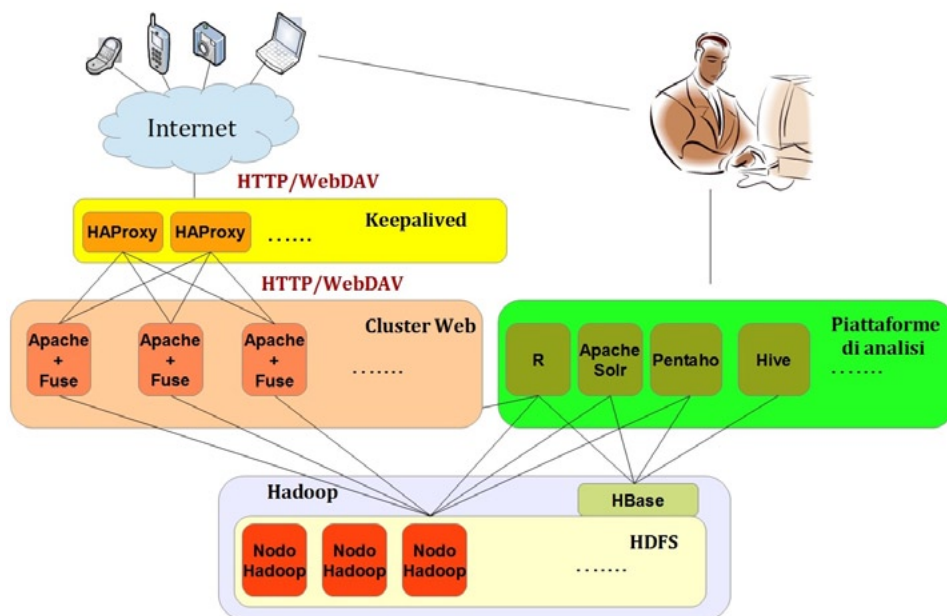 Internet
HTTP/WebDAV
HAProxy
HAProxy
......
Keepalived
HTTP/WebDAV
Cluster Web
Apache
+
Fuse
Apache
+
Fuse
Apache
+
Fuse
.......
Piattaforme
di analisi
R
Apache
Solr
Pentaho
Hive
.......
Hadoop
HBase
HDFS
Nodo
Hadoop
Nodo
Hadoop
Nodo
Hadoop
.......